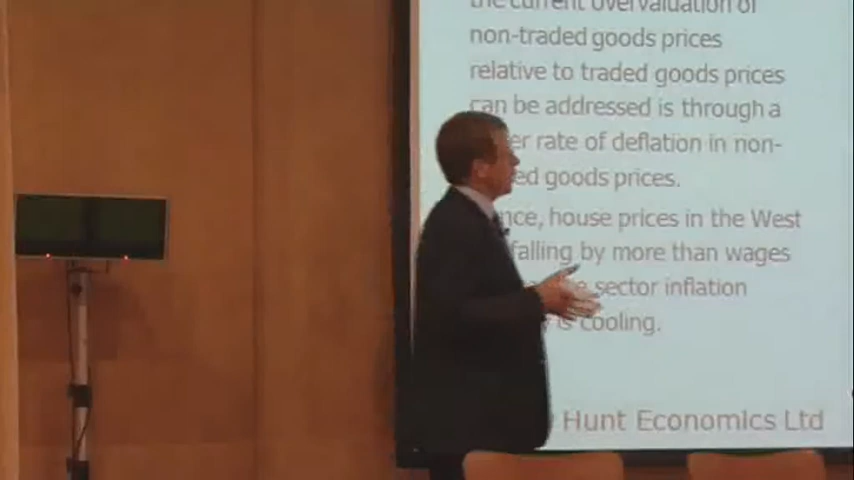 the current overvaluation of
non-traded goods prices
relative to traded goods prices
can be addressed is through a
er rate of deflation in non-
ed goods prices.
nce, house prices in the West
falling by more than wages
sector inflation
is cooling.
Hunt Economics Ltd